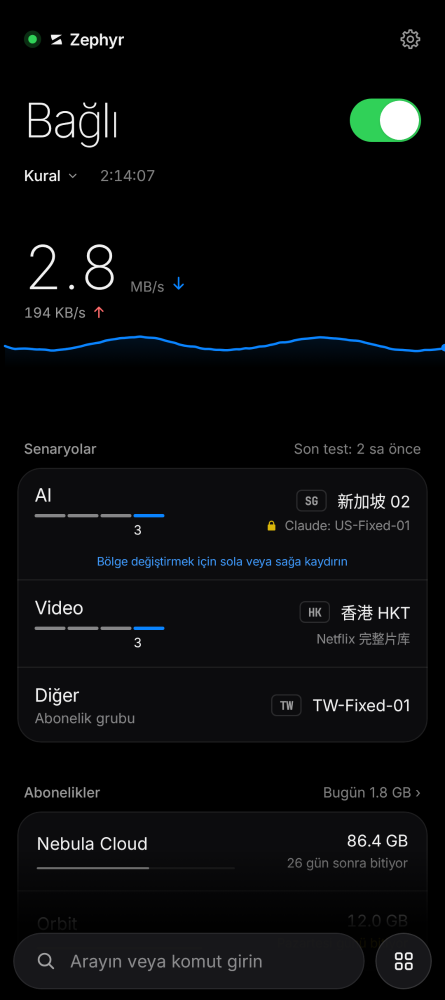 Zephyr
Bağlı
Kural 2:14:07
2.8 MB/s ↓
194 KB/s ↑
Senaryolar Son test: 2 sa önce
AI SG 新加坡 02
3 Claude: US-Fixed-01
Bölge değiştirmek için sola veya sağa kaydırın
Video HK 香港 HKT
3 Netflix 完整片库
Diğer TW TW-Fixed-01
Abonelik grubu
Abonelikler Bugün 1.8 GB ›
Nebula Cloud 86.4 GB
26 gün sonra bitiyor
Orbit 12.0 GB
Arayın veya komut girin